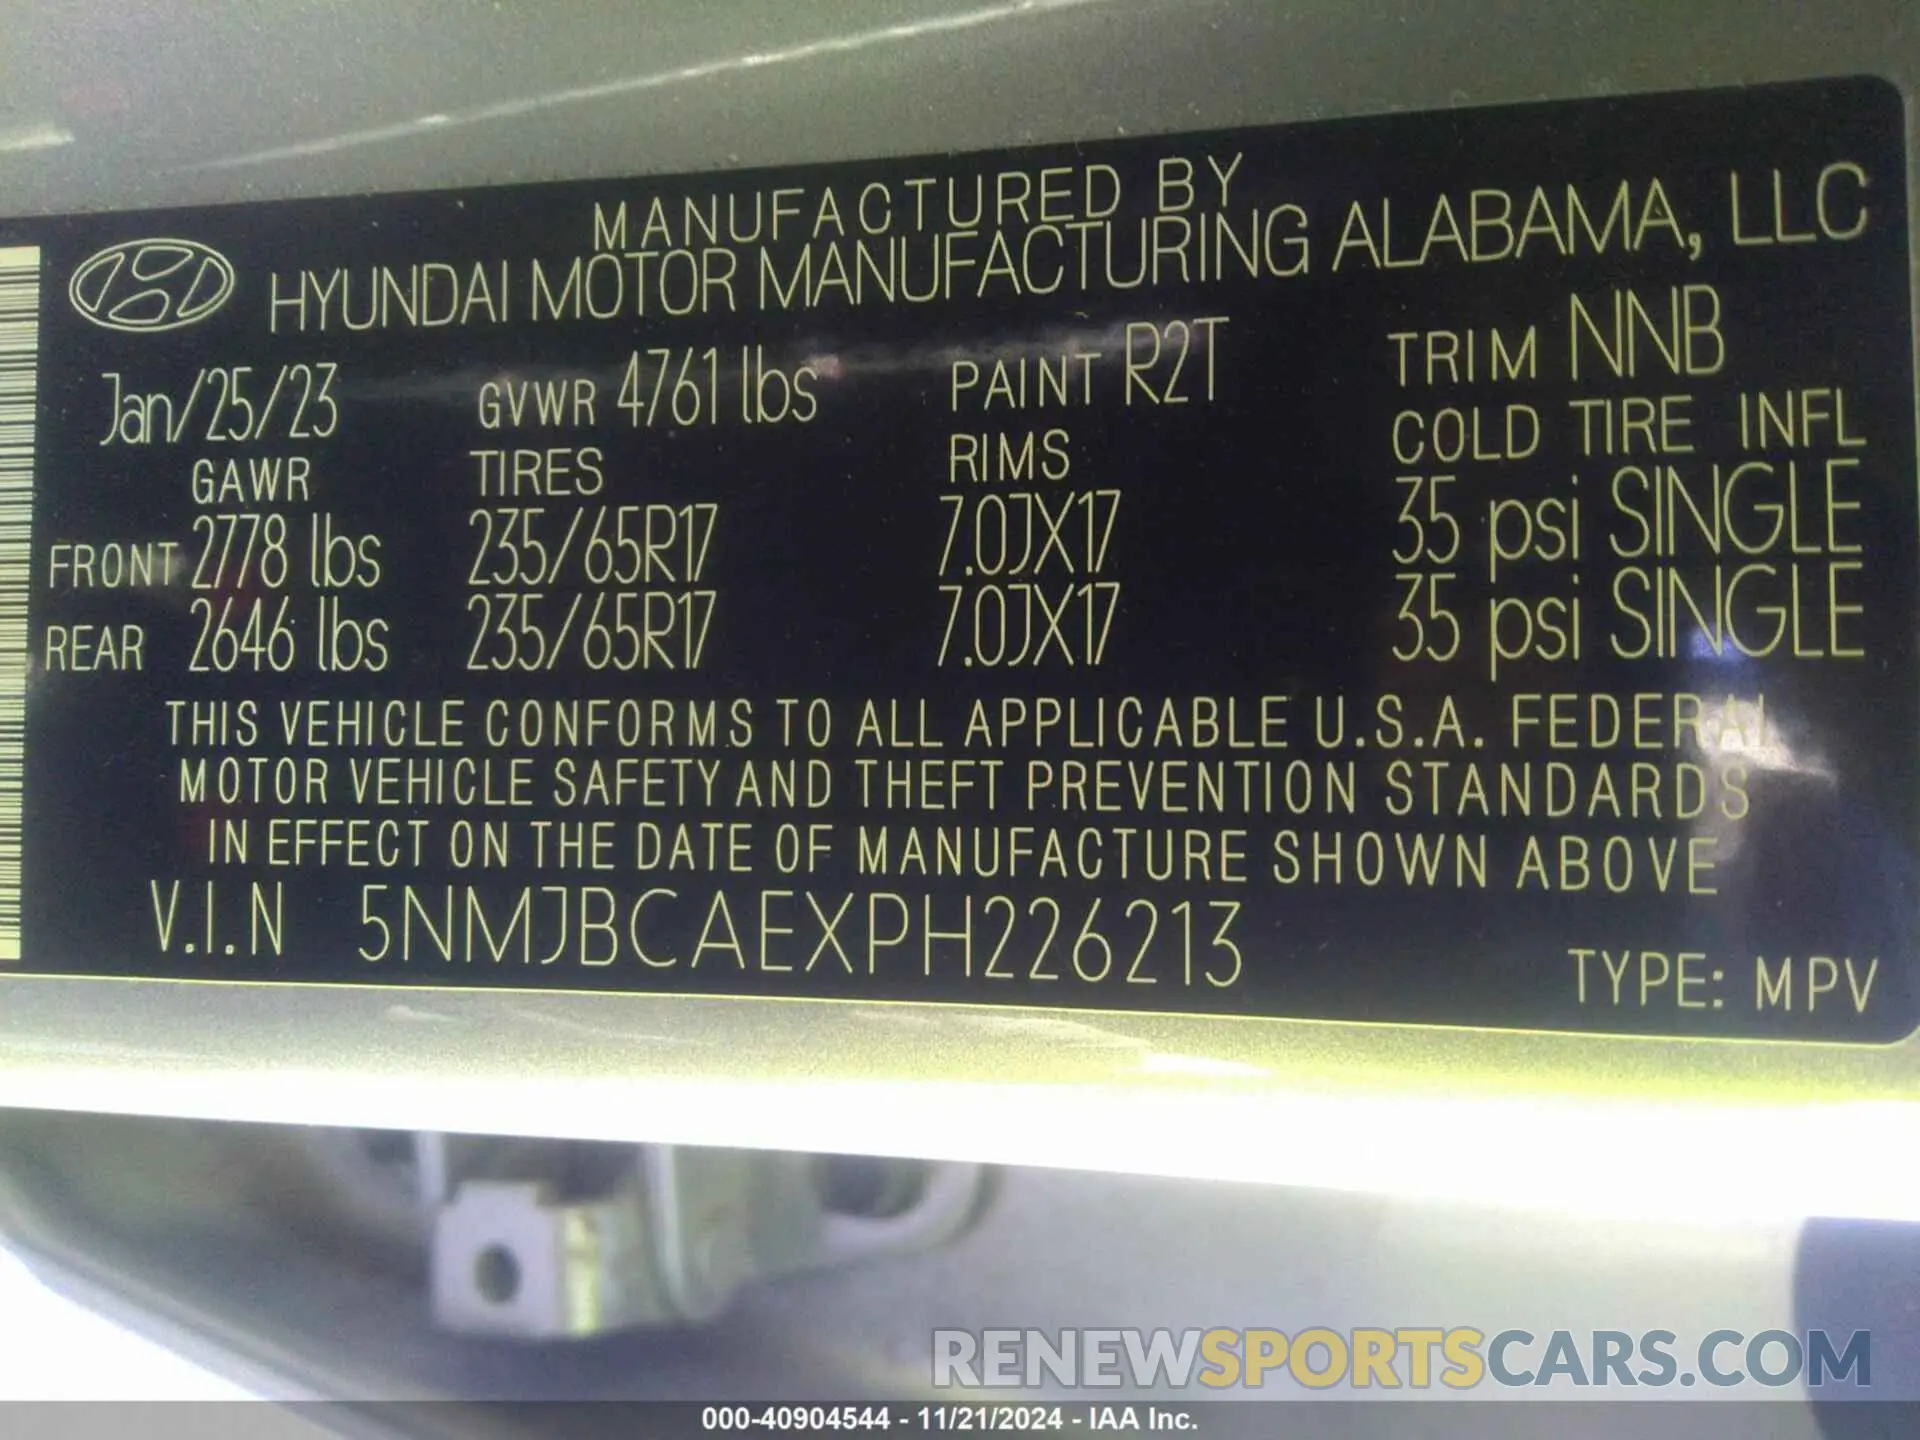 MANUFACTURED BY
HYUNDAI MOTOR MANUFACTURING ALABAMA, LLC
Jan/25/23 GVWR 4761 lbs PAINT R2T TRIM NNB
GAWR TIRES RIMS COLD TIRE INFL
FRONT 2778 lbs 235/65R17 7.0JX17 35 psi SINGLE
REAR 2646 lbs 235/65R17 7.0JX17 35 psi SINGLE
THIS VEHICLE CONFORMS TO ALL APPLICABLE U.S.A. FEDERAL
MOTOR VEHICLE SAFETY AND THEFT PREVENTION STANDARDS
IN EFFECT ON THE DATE OF MANUFACTURE SHOWN ABOVE
V.I.N 5NMJBCAEXPH226213 TYPE: MPV
RENEWSPORTSCARS.COM
000-40904544 - 11/21/2024 - IAA Inc.